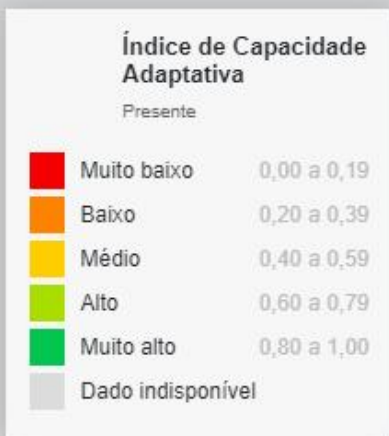 Índice de Capacidade
Adaptativa
Presente
Muito baixo 0,00 a 0,19
Baixo 0,20 a 0,39
Médio 0,40 a 0,59
Alto 0,60 a 0,79
Muito alto 0,80 a 1,00
Dado indisponível